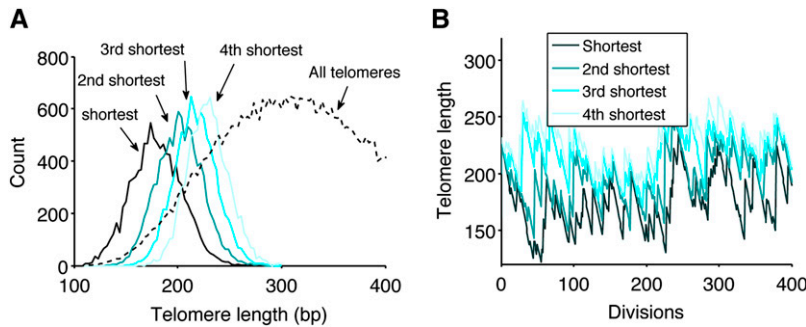 A
3rd shortest
4th shortest
2nd shortest
All telomeres
shortest
Count
800
600
400
200
0
100
200
300
400
Telomere length (bp)
B
Shortest
2nd shortest
3rd shortest
4th shortest
Telomere length
300
250
200
150
0
100
200
300
400
Divisions